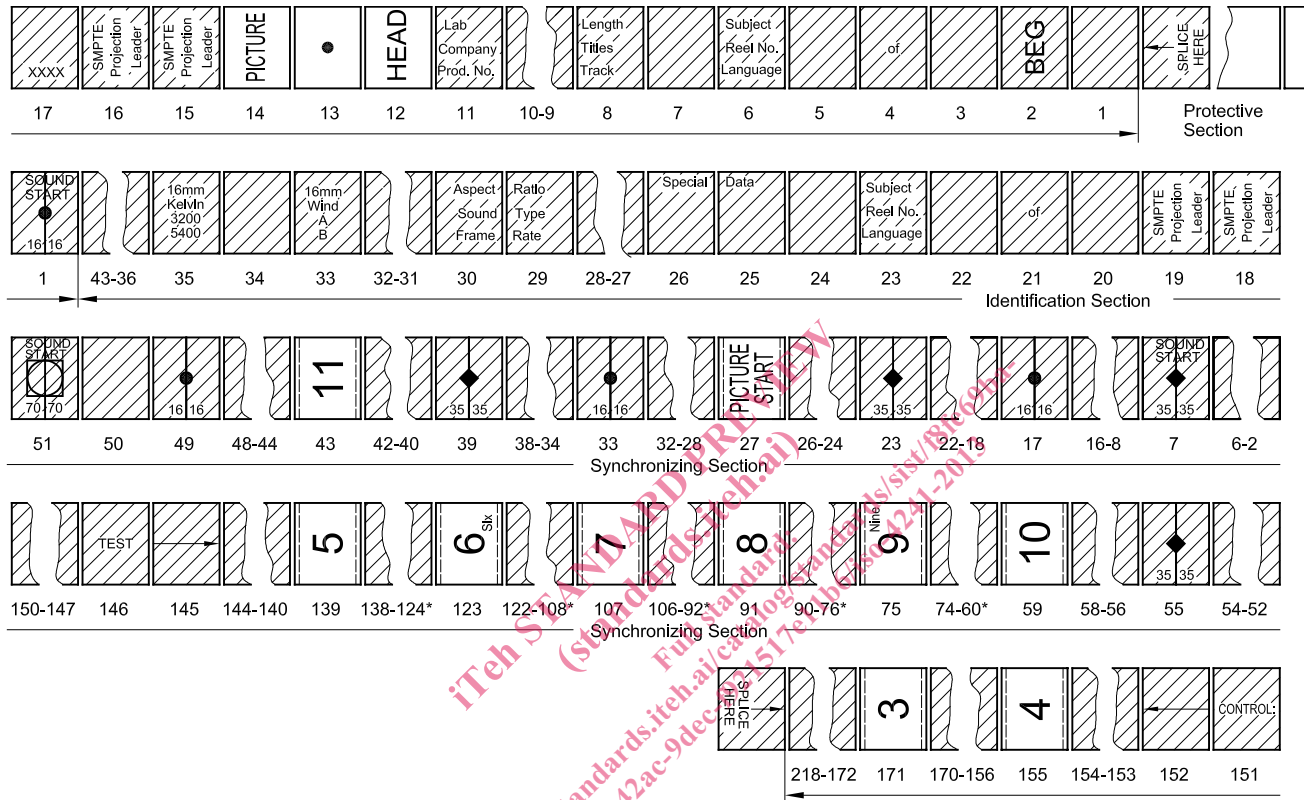 XXXX
SMPTE Projection Leader
SMPTE Projection Leader
PICTURE
HEAD
Lab
Company
Prod. No.
Length
Titles
Track
Subject
Reel No.
Language
of
BEG
SPLICE HERE
17 16 15 14 13 12 11 10-9 8 7 6 5 4 3 2 1
Protective
Section
SOUND
START
16 16
16mm
Kelvin
3200
5400
16mm
Wind
A
B
Aspect Ratio
Sound Type
Frame Rate
Special Data
Subject
Reel No.
Language
of
SMPTE Projection Leader
SMPTE Projection Leader
1 43-36 35 34 33 32-31 30 29 28-27 26 25 24 23 22 21 20 19 18
Identification Section
SOUND
START
70 70
16 16
11
35 35
16 16
PICTURE START
35 35
16 16
SOUND
START
35 35
51 50 49 48-44 43 42-40 39 38-34 33 32-28 27 26-24 23 22-18 17 16-8 7 6-2
Synchronizing Section
TEST
5
6 Six
7
8
9 Nine
10
35 35
150-147 146 145 144-140 139 138-124* 123 122-108* 107 106-92* 91 90-76* 75 74-60* 59 58-56 55 54-52
Synchronizing Section
SPLICE HERE
3
4
CONTROL:
218-172 171 170-156 155 154-153 152 151
iTeh STANDARD PREVIEW
(standards.iteh.ai)
Full standard: